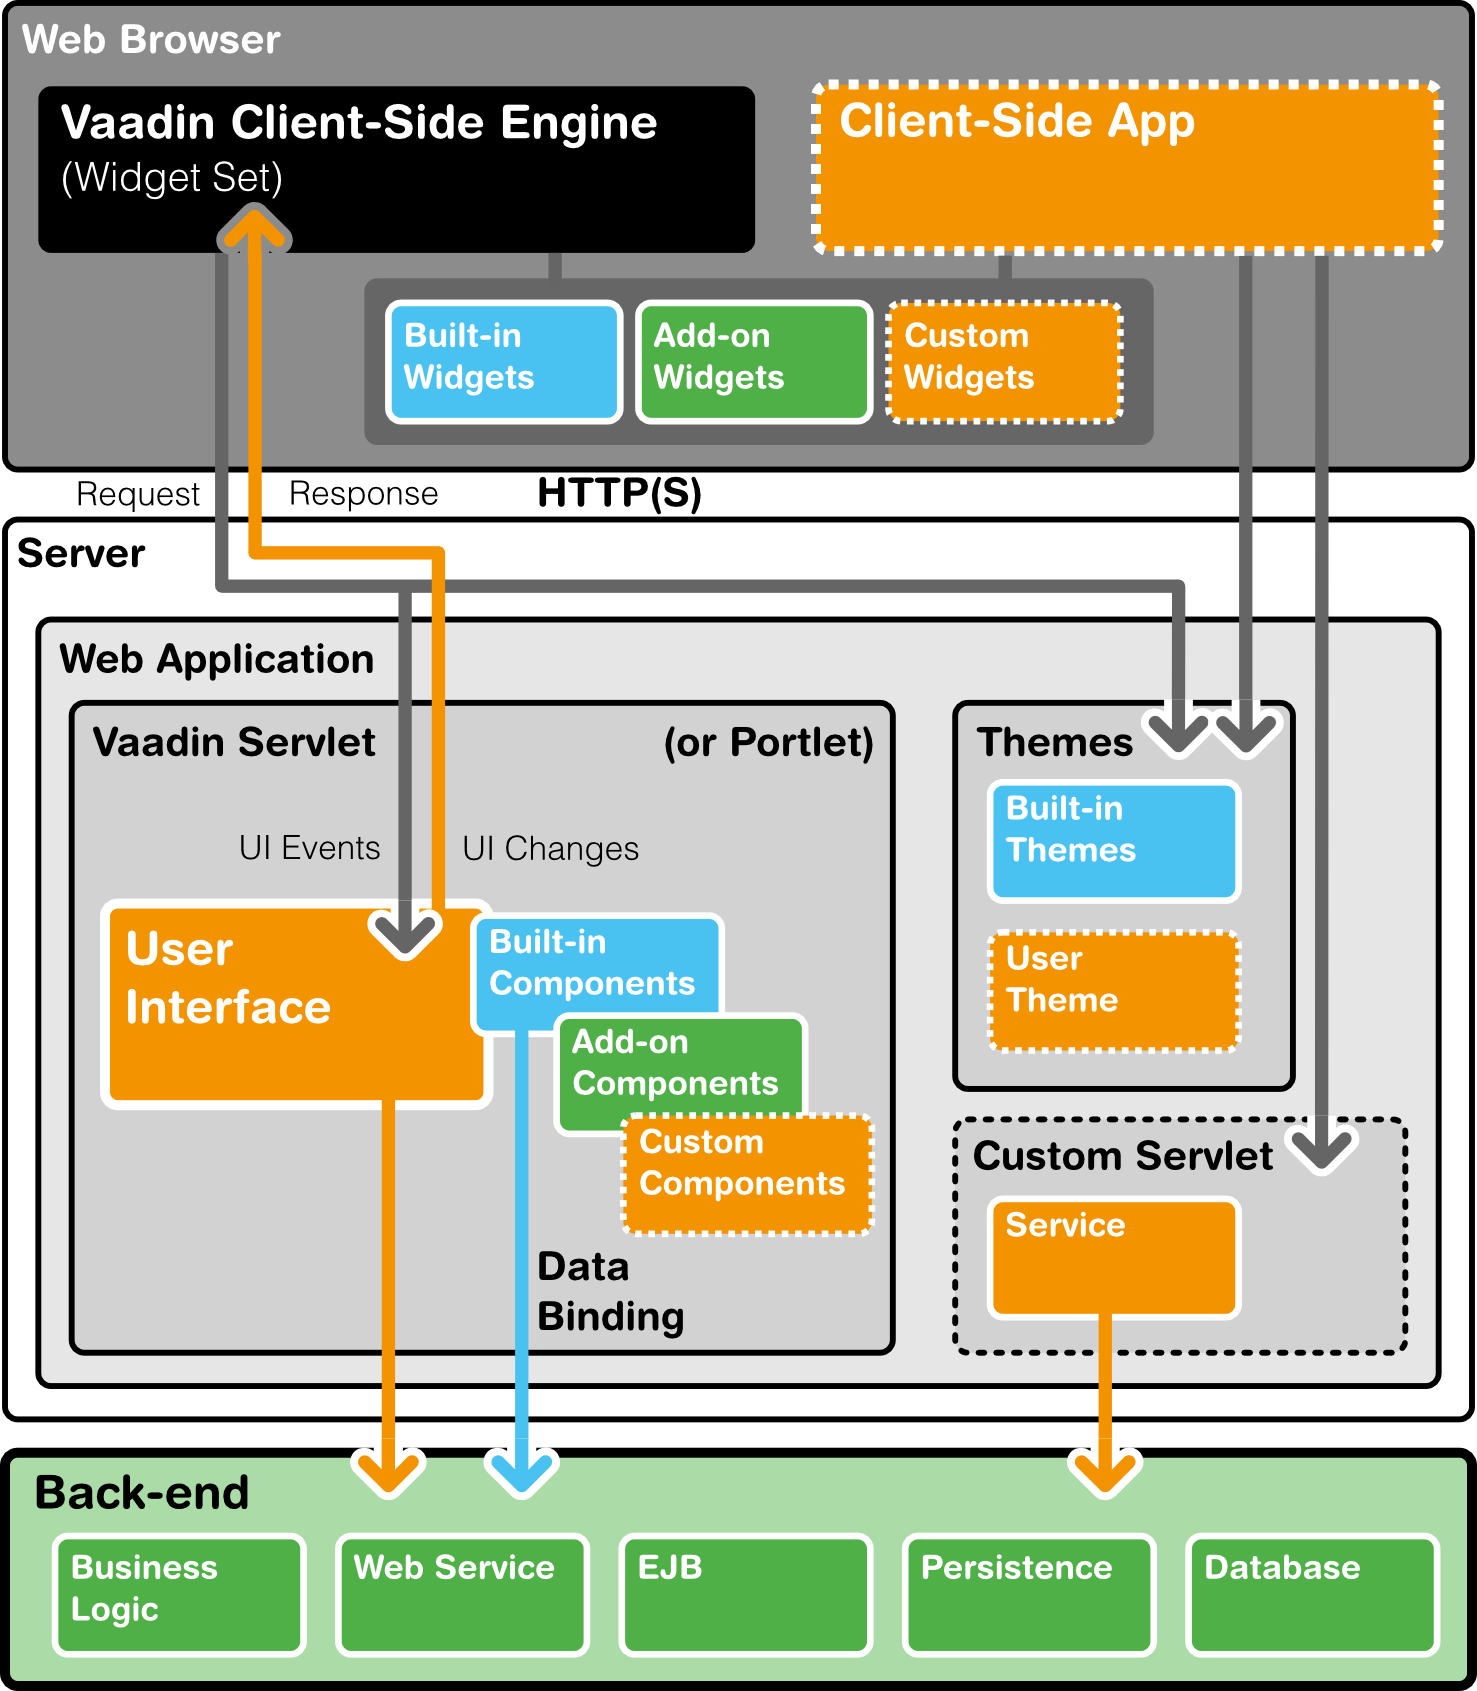 Web Browser
Vaadin Client-Side Engine
(Widget Set)
Client-Side App
Built-in
Widgets
Add-on
Widgets
Custom
Widgets
Request
Response
HTTP(S)
Server
Web Application
Vaadin Servlet
(or Portlet)
UI Events
UI Changes
User
Interface
Built-in
Components
Add-on
Components
Custom
Components
Data
Binding
Themes
Built-in
Themes
User
Theme
Custom Servlet
Service
Back-end
Business
Logic
Web Service
EJB
Persistence
Database